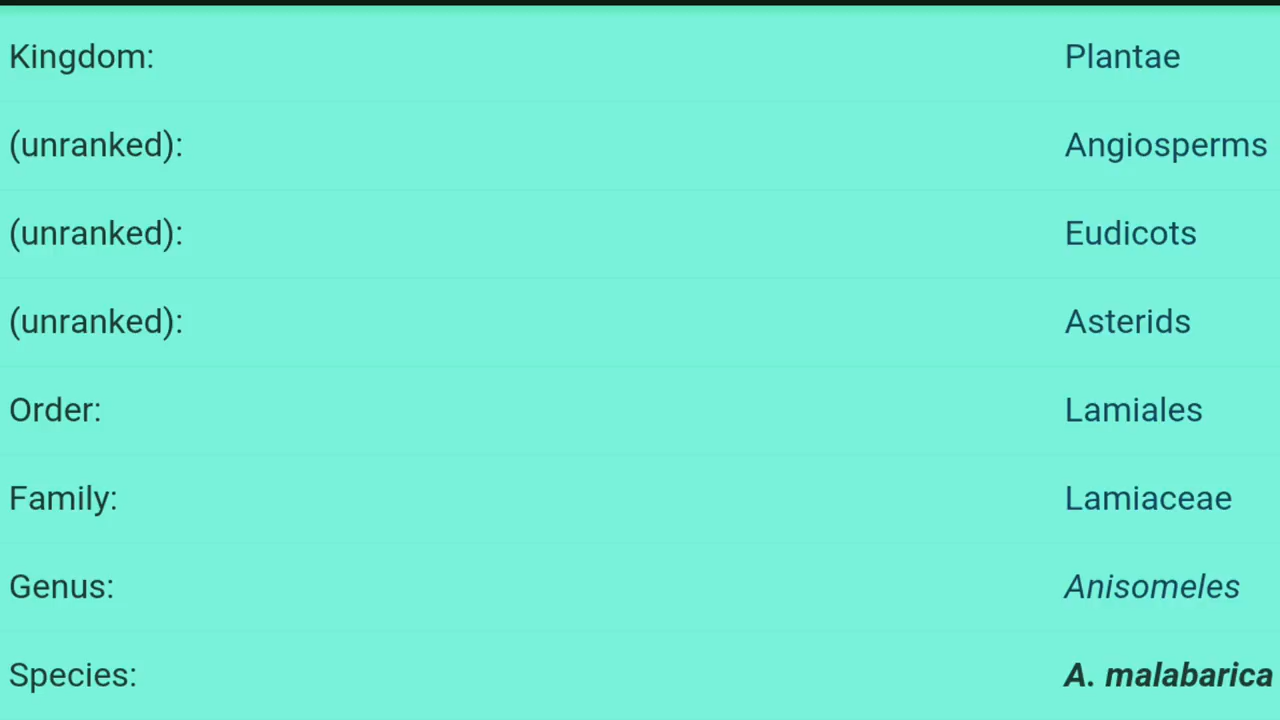 Kingdom: Plantae
(unranked): Angiosperms
(unranked): Eudicots
(unranked): Asterids
Order: Lamiales
Family: Lamiaceae
Genus: Anisomeles
Species: A. malabarica